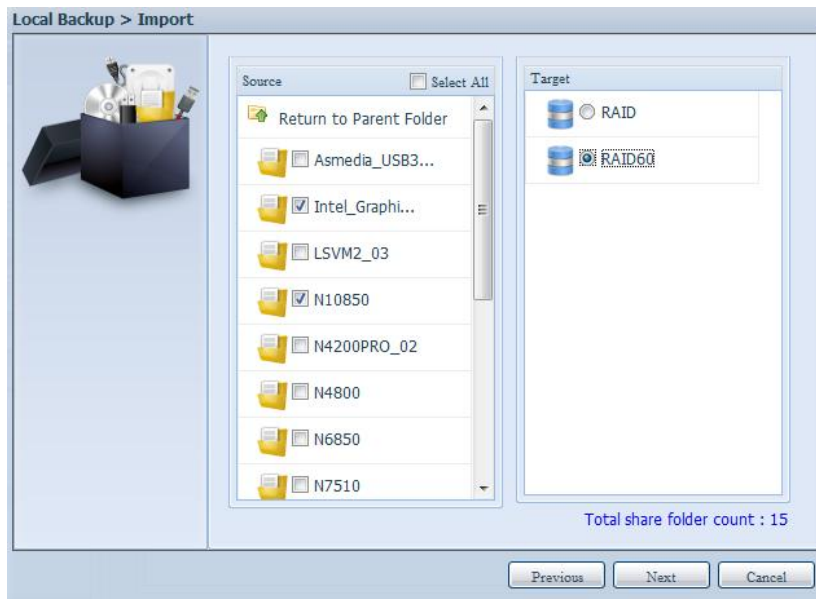 Local Backup > Import
Source
Select All
Return to Parent Folder
Asmedia_USB3...
Intel_Graphi...
LSVM2_03
N10850
N4200PRO_02
N4800
N6850
N7510
Target
RAID
RAID60
Total share folder count : 15
Previous
Next
Cancel